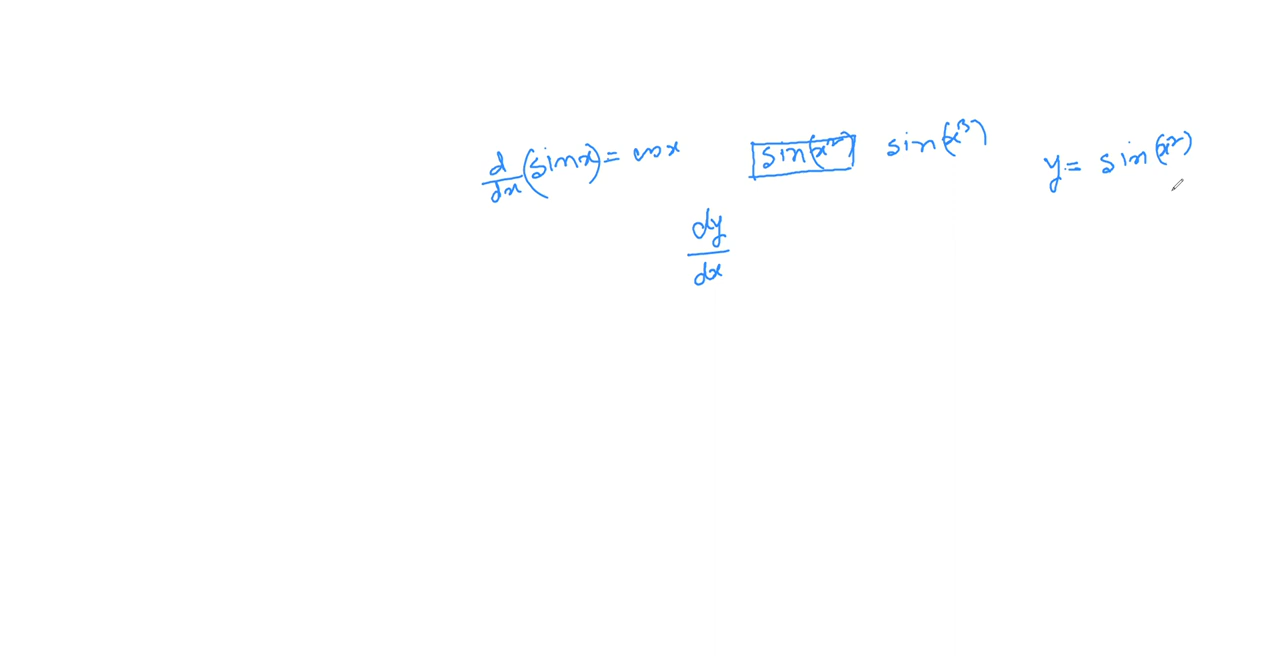 d/dx (sin x) = cos x   sin(x²)   sin(x³)   y = sin(x²)
dy/dx